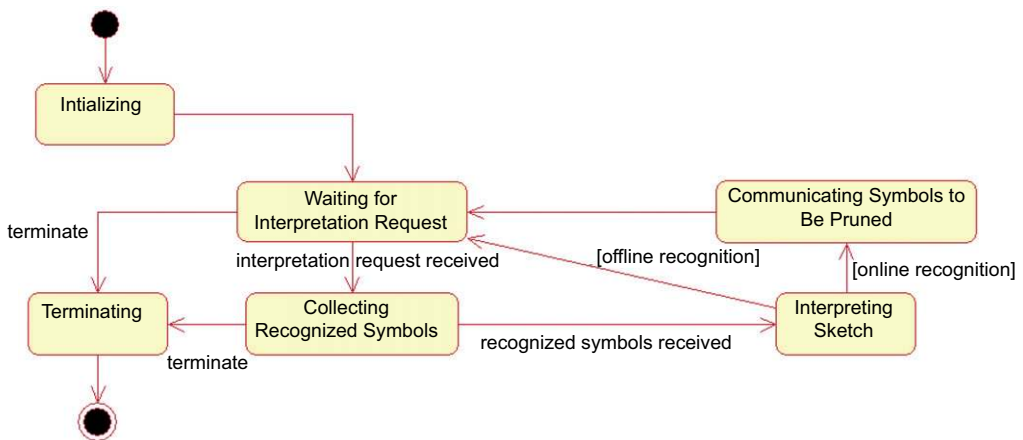 Intializing
Waiting for
Interpretation Request
Communicating Symbols to
Be Pruned
terminate
interpretation request received
[offline recognition]
[online recognition]
Terminating
Collecting
Recognized Symbols
Interpreting
Sketch
recognized symbols received
terminate